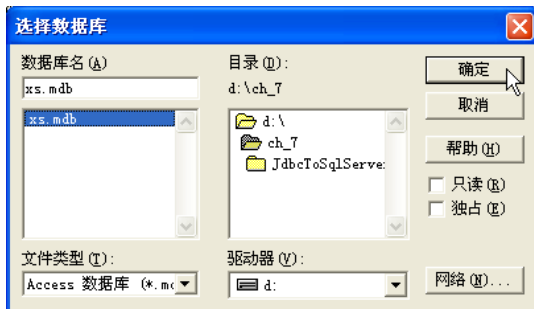 选择数据库
数据库名(A)
xs.mdb
xs.mdb
文件类型(T):
Access 数据库 (*.m
目录(D):
d:\ch_7
d:\
ch_7
JdbcToSqlServe
驱动器(V):
d:
确定
取消
帮助(H)
只读(R)
独占(E)
网络(N)...